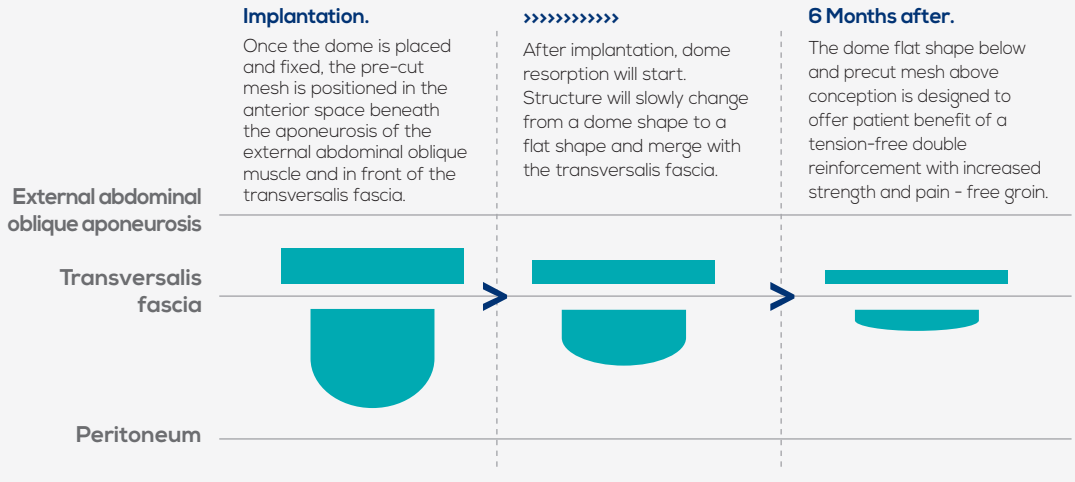 Implantation.
Once the dome is placed
and fixed, the pre-cut
mesh is positioned in the
anterior space beneath
the aponeurosis of the
external abdominal oblique
muscle and in front of the
transversalis fascia.
››››››››››››
After implantation, dome
resorption will start.
Structure will slowly change
from a dome shape to a
flat shape and merge with
the transversalis fascia.
6 Months after.
The dome flat shape below
and precut mesh above
conception is designed to
offer patient benefit of a
tension-free double
reinforcement with increased
strength and pain - free groin.
External abdominal
oblique aponeurosis
Transversalis
fascia
>
>
Peritoneum